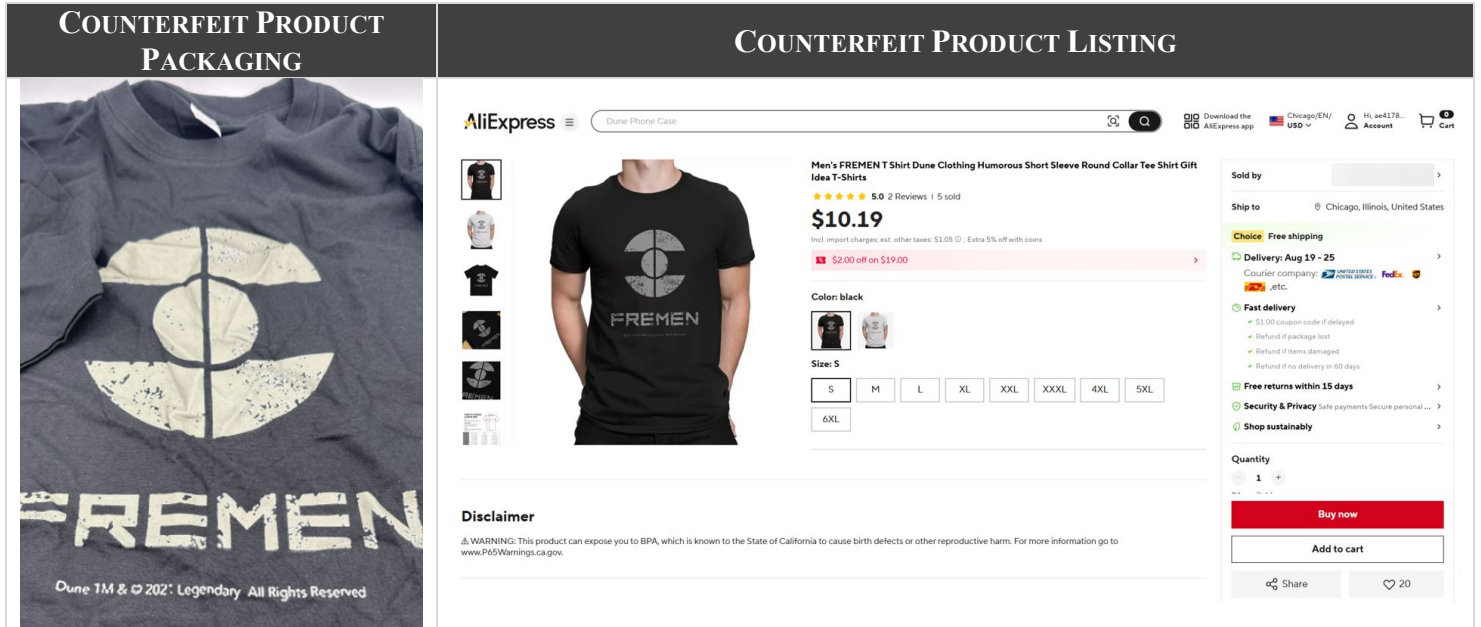 COUNTERFEIT PRODUCT
PACKAGING
COUNTERFEIT PRODUCT LISTING
FREMEN
Dune TM & © 202 Legendary All Rights Reserved
AliExpress
Dune Phone Case
Download the
AliExpress app
Chicago/EN/
USD
Hi, ae4178...
Account
0
Cart
Men's FREMEN T Shirt Dune Clothing Humorous Short Sleeve Round Collar Tee Shirt Gift
Idea T-Shirts
5.0 2 Reviews | 5 sold
$10.19
Incl. import charges; est. other taxes: $1.05 ; Extra 5% off with coins
$2.00 off on $19.00
Color: black
Size: S
S M L XL XXL XXXL 4XL 5XL
6XL
FREMEN
Disclaimer
⚠ WARNING: This product can expose you to BPA, which is known to the State of California to cause birth defects or other reproductive harm. For more information go to
www.P65Warnings.ca.gov.
Sold by
Ship to Chicago, Illinois, United States
Choice Free shipping
Delivery: Aug 19 - 25
Courier company: UNITED STATES POSTAL SERVICE, FedEx, ups
DHL ,etc.
Fast delivery
$1.00 coupon code if delayed
Refund if package lost
Refund if items damaged
Refund if no delivery in 60 days
Free returns within 15 days
Security & Privacy Safe payments·Secure personal ...
Shop sustainably
Quantity
- 1 +
Buy now
Add to cart
Share
20